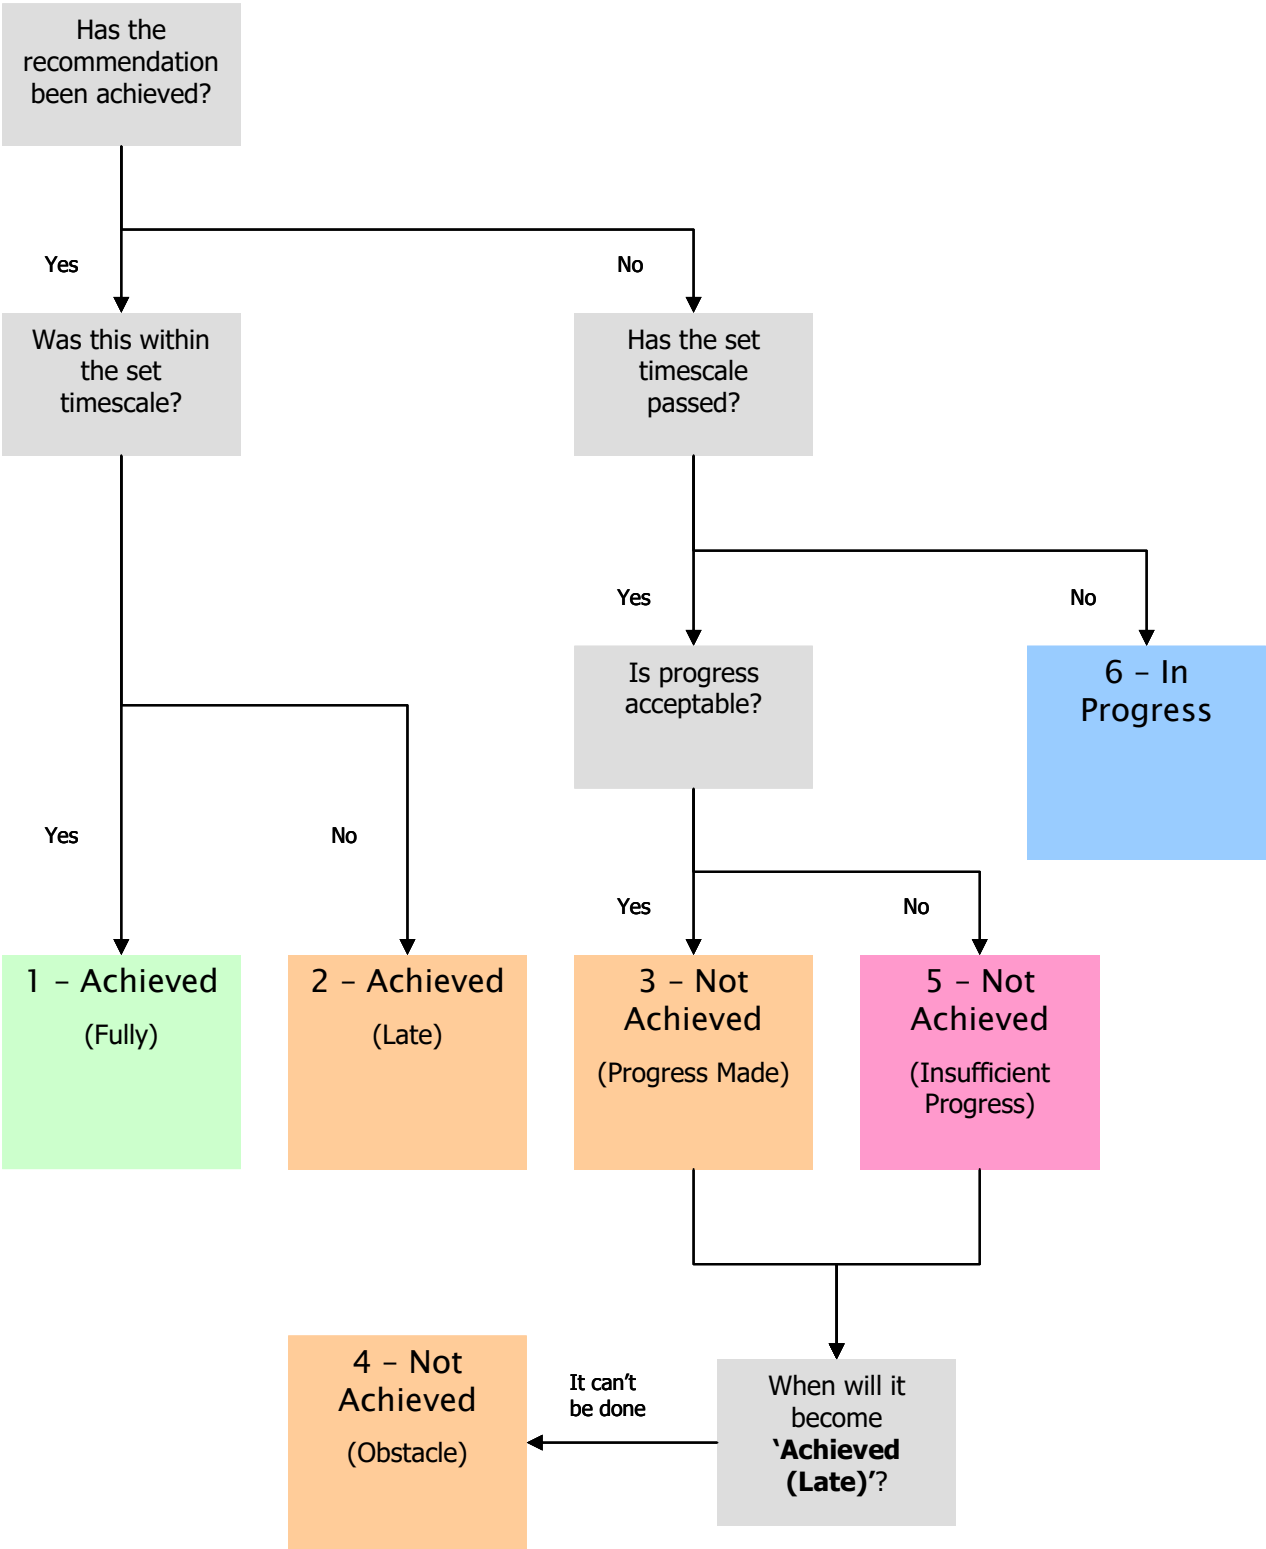 Has the
recommendation
been achieved?
Yes
No
Was this within
the set
timescale?
Has the set
timescale
passed?
Yes
No
Is progress
acceptable?
6 – In
Progress
Yes
No
Yes
No
1 – Achieved
(Fully)
2 – Achieved
(Late)
3 – Not
Achieved
(Progress Made)
5 – Not
Achieved
(Insufficient
Progress)
4 – Not
Achieved
(Obstacle)
It can't
be done
When will it
become
‘Achieved
(Late)’?